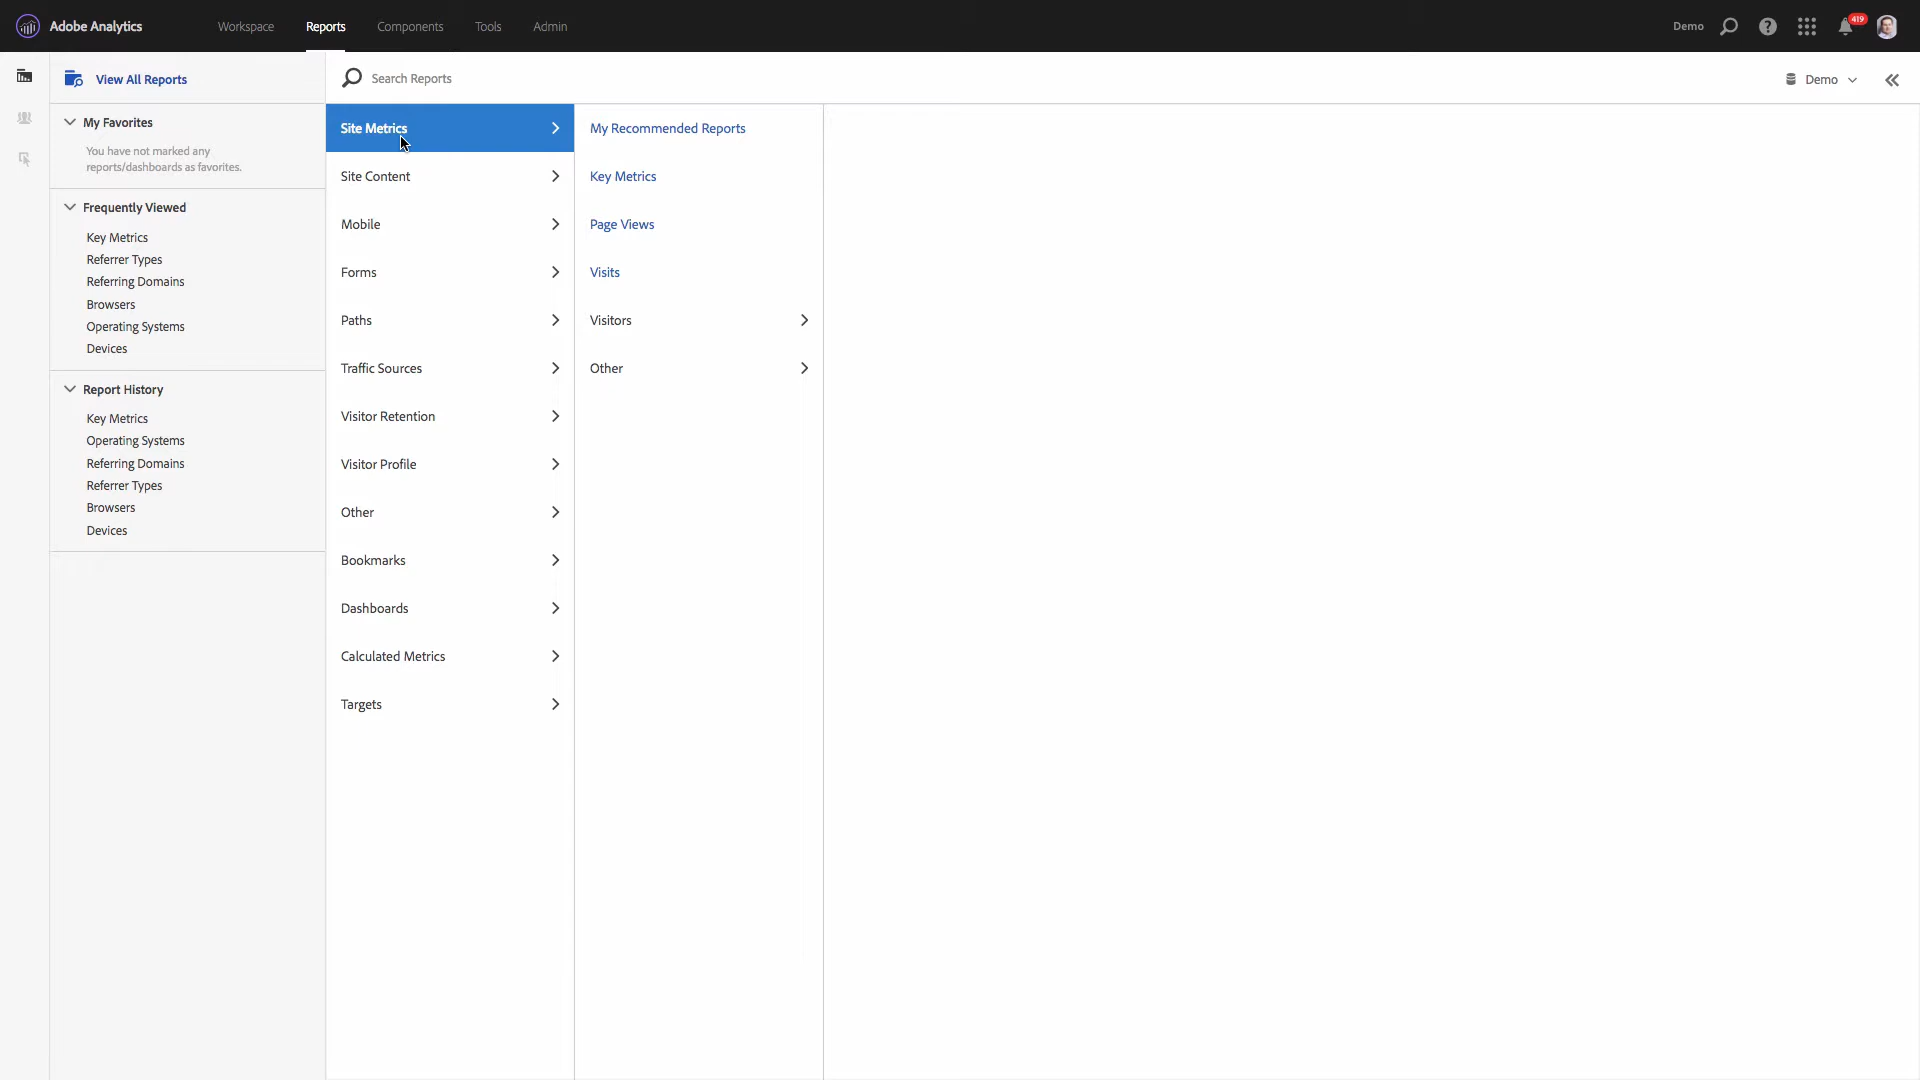 Adobe Analytics
Workspace
Reports
Components
Tools
Admin
Demo
419
View All Reports
Search Reports
Demo
My Favorites
You have not marked any
reports/dashboards as favorites.
Frequently Viewed
Key Metrics
Referrer Types
Referring Domains
Browsers
Operating Systems
Devices
Report History
Key Metrics
Operating Systems
Referring Domains
Referrer Types
Browsers
Devices
Site Metrics
Site Content
Mobile
Forms
Paths
Traffic Sources
Visitor Retention
Visitor Profile
Other
Bookmarks
Dashboards
Calculated Metrics
Targets
My Recommended Reports
Key Metrics
Page Views
Visits
Visitors
Other